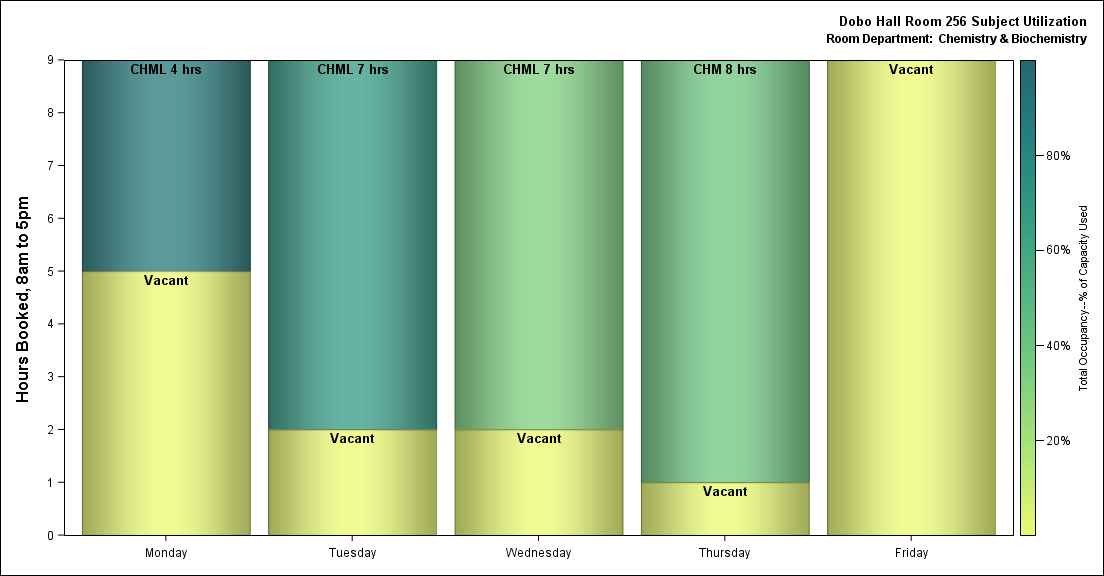 Dobo Hall Room 256 Subject Utilization
Room Department: Chemistry & Biochemistry
Hours Booked, 8am to 5pm
9
8
7
6
5
4
3
2
1
0
CHML 4 hrs
Vacant
CHML 7 hrs
Vacant
CHML 7 hrs
Vacant
CHM 8 hrs
Vacant
Vacant
Monday
Tuesday
Wednesday
Thursday
Friday
80%
60%
40%
20%
Total Occupancy--% of Capacity Used